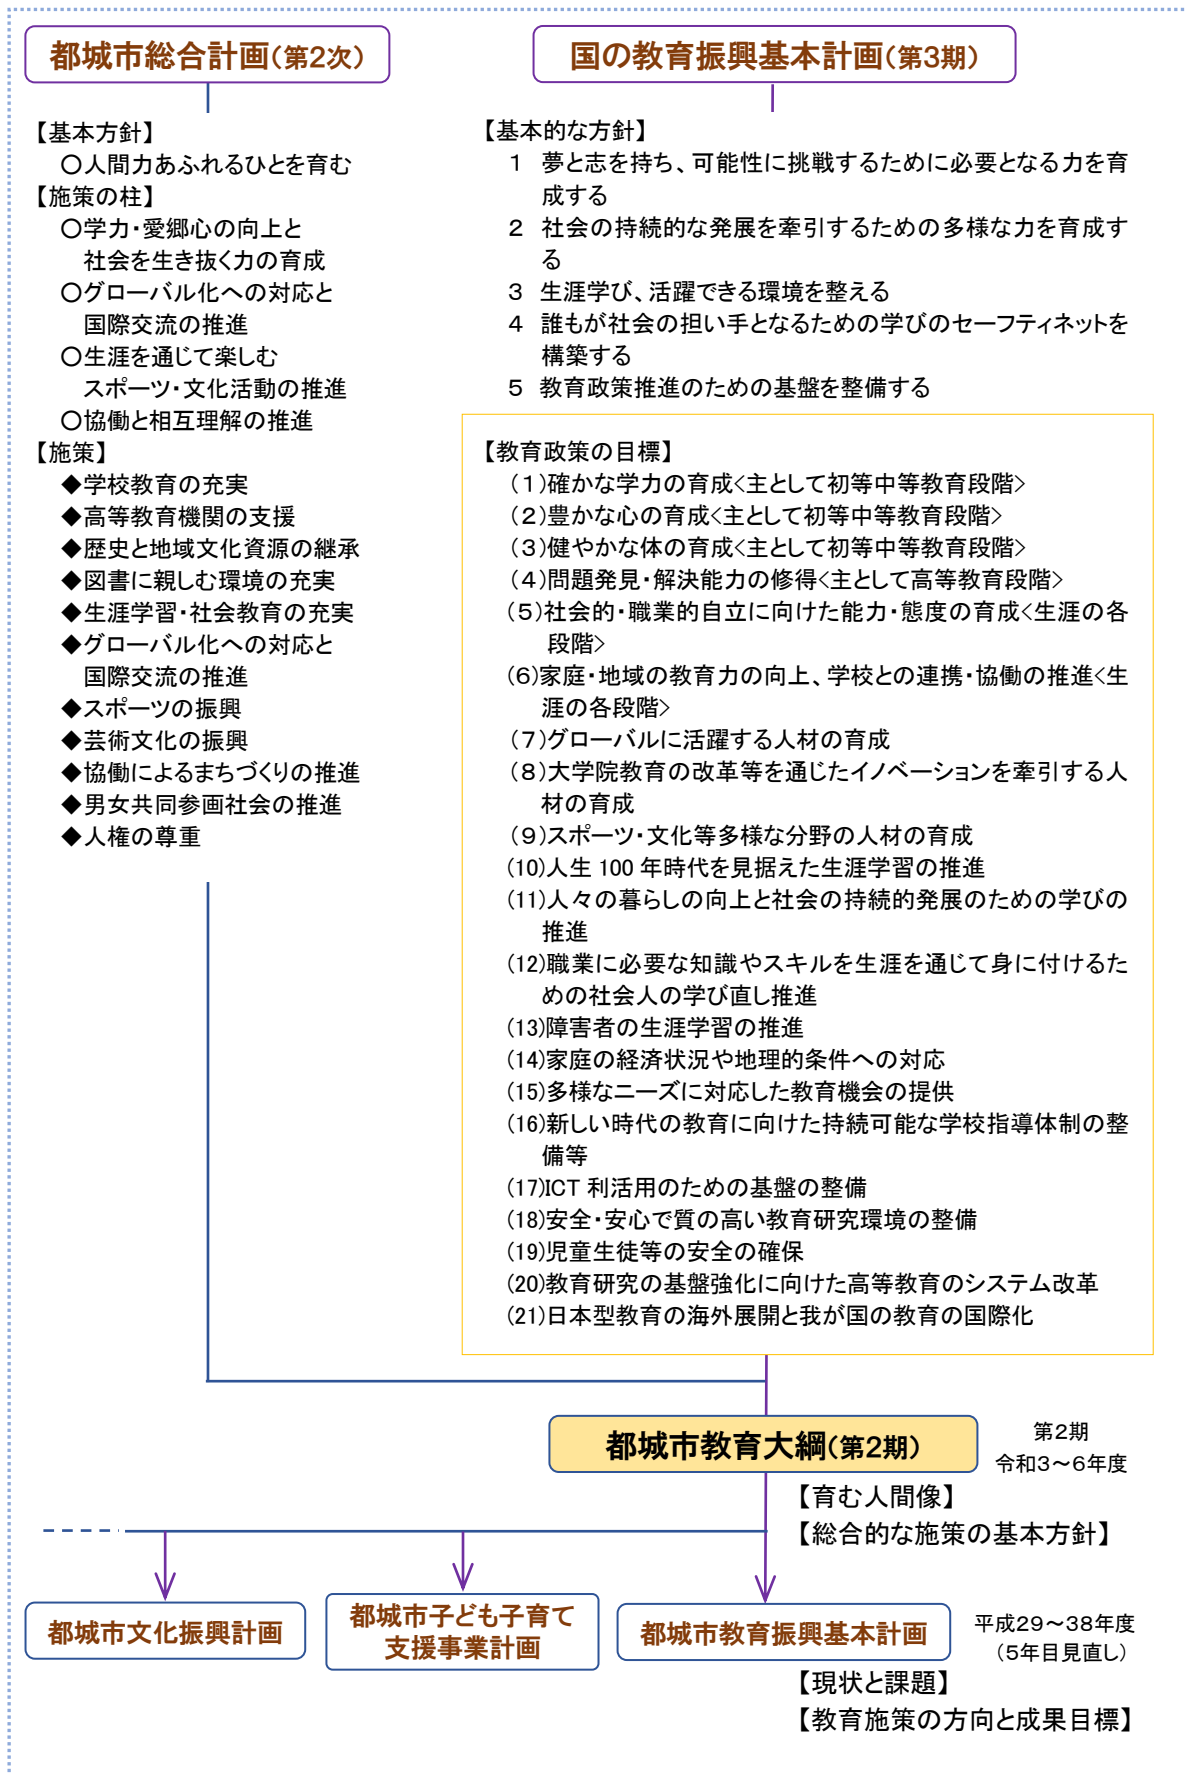 都城市総合計画(第2次)
【基本方針】
○人間力あふれるひとを育む
【施策の柱】
○学力・愛郷心の向上と
社会を生き抜く力の育成
○グローバル化への対応と
国際交流の推進
○生涯を通じて楽しむ
スポーツ・文化活動の推進
○協働と相互理解の推進
【施策】
◆学校教育の充実
◆高等教育機関の支援
◆歴史と地域文化資源の継承
◆図書に親しむ環境の充実
◆生涯学習・社会教育の充実
◆グローバル化への対応と
国際交流の推進
◆スポーツの振興
◆芸術文化の振興
◆協働によるまちづくりの推進
◆男女共同参画社会の推進
◆人権の尊重
国の教育振興基本計画(第3期)
【基本的な方針】
1 夢と志を持ち、可能性に挑戦するために必要となる力を育
成する
2 社会の持続的な発展を牽引するための多様な力を育成す
る
3 生涯学び、活躍できる環境を整える
4 誰もが社会の担い手となるための学びのセーフティネットを
構築する
5 教育政策推進のための基盤を整備する
【教育政策の目標】
(1)確かな学力の育成<主として初等中等教育段階>
(2)豊かな心の育成<主として初等中等教育段階>
(3)健やかな体の育成<主として初等中等教育段階>
(4)問題発見・解決能力の修得<主として高等教育段階>
(5)社会的・職業的自立に向けた能力・態度の育成<生涯の各
段階>
(6)家庭・地域の教育力の向上、学校との連携・協働の推進<生
涯の各段階>
(7)グローバルに活躍する人材の育成
(8)大学院教育の改革等を通じたイノベーションを牽引する人
材の育成
(9)スポーツ・文化等多様な分野の人材の育成
(10)人生 100 年時代を見据えた生涯学習の推進
(11)人々の暮らしの向上と社会の持続的発展のための学びの
推進
(12)職業に必要な知識やスキルを生涯を通じて身に付けるた
めの社会人の学び直し推進
(13)障害者の生涯学習の推進
(14)家庭の経済状況や地理的条件への対応
(15)多様なニーズに対応した教育機会の提供
(16)新しい時代の教育に向けた持続可能な学校指導体制の整
備等
(17)ICT 利活用のための基盤の整備
(18)安全・安心で質の高い教育研究環境の整備
(19)児童生徒等の安全の確保
(20)教育研究の基盤強化に向けた高等教育のシステム改革
(21)日本型教育の海外展開と我が国の教育の国際化
都城市教育大綱(第2期)
第2期
令和3～6年度
【育む人間像】
【総合的な施策の基本方針】
都城市文化振興計画
都城市子ども子育て
支援事業計画
都城市教育振興基本計画
平成29～38年度
(5年目見直し)
【現状と課題】
【教育施策の方向と成果目標】